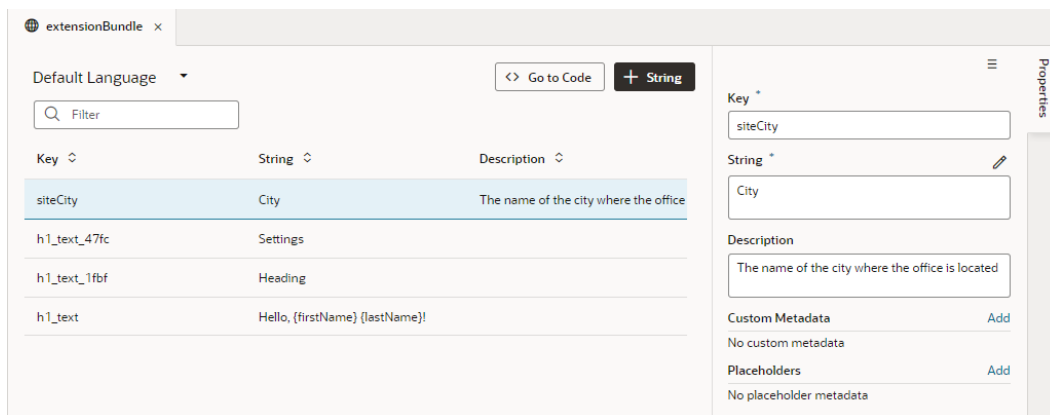 extensionBundle ×
Default Language
<> Go to Code
+ String
Filter
Key String Description
siteCity City The name of the city where the office
h1_text_47fc Settings
h1_text_1fbf Heading
h1_text Hello, {firstName} {lastName}!
Properties
Key *
siteCity
String *
City
Description
The name of the city where the office is located
Custom Metadata Add
No custom metadata
Placeholders Add
No placeholder metadata